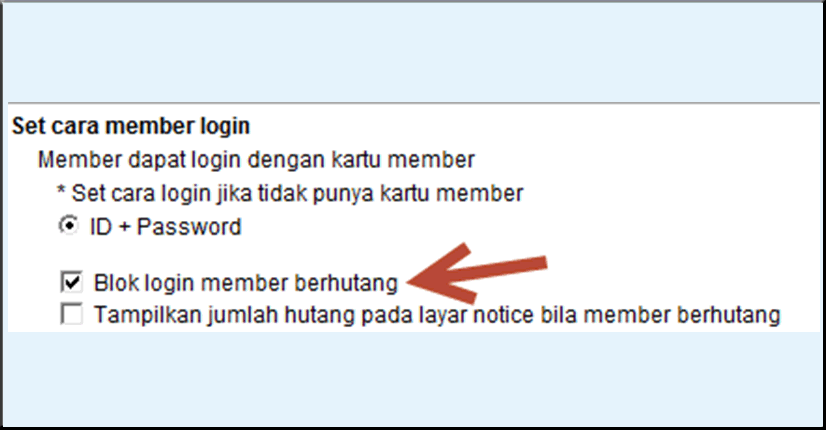 Set cara member login
Member dapat login dengan kartu member
* Set cara login jika tidak punya kartu member
ID + Password
Blok login member berhutang
Tampilkan jumlah hutang pada layar notice bila member berhutang